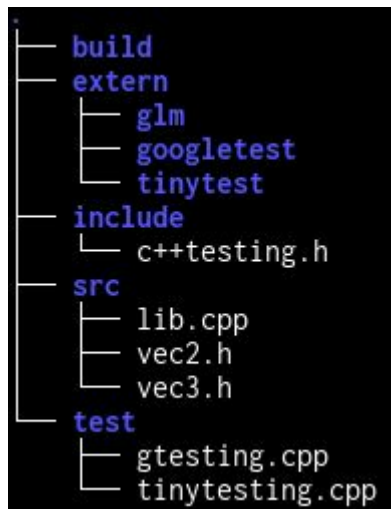 .
├── build
├── extern
│   ├── glm
│   ├── googletest
│   └── tinytest
├── include
│   └── c++testing.h
├── src
│   ├── lib.cpp
│   ├── vec2.h
│   └── vec3.h
└── test
    ├── gtesting.cpp
    └── tinytesting.cpp